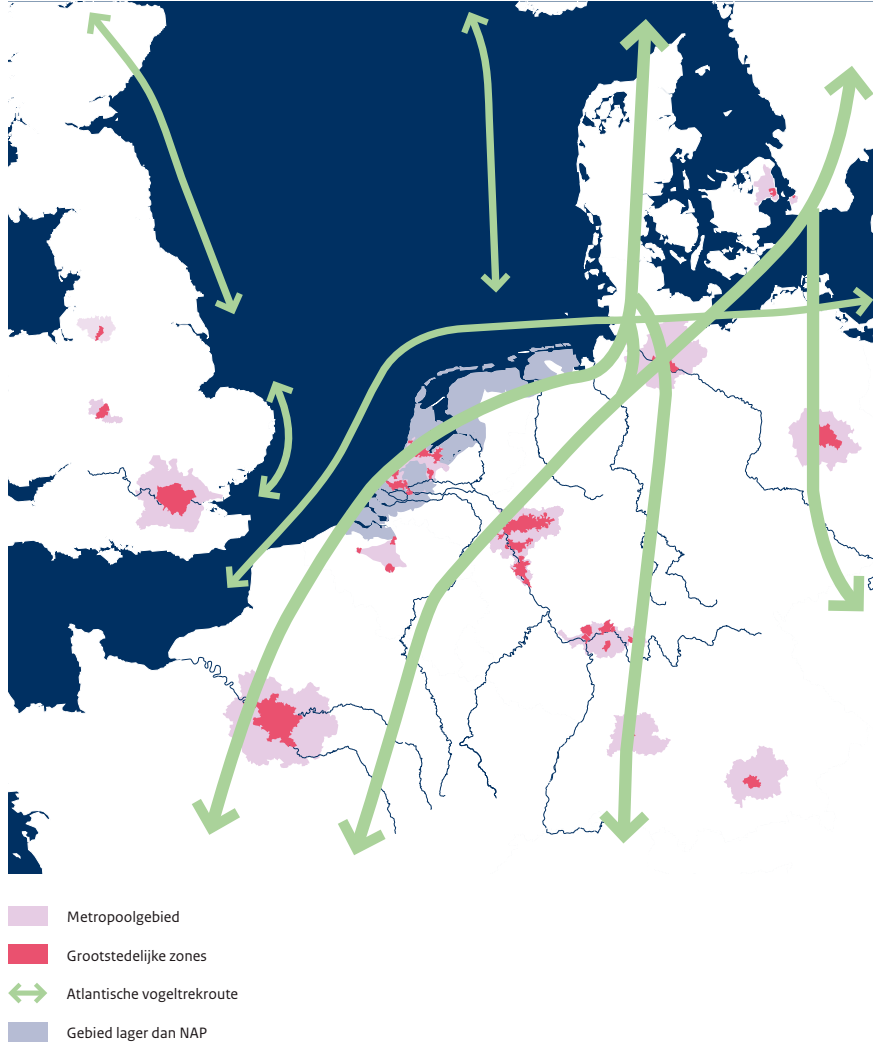 Metropoolgebied
Grootstedelijke zones
Atlantische vogeltrekroute
Gebied lager dan NAP